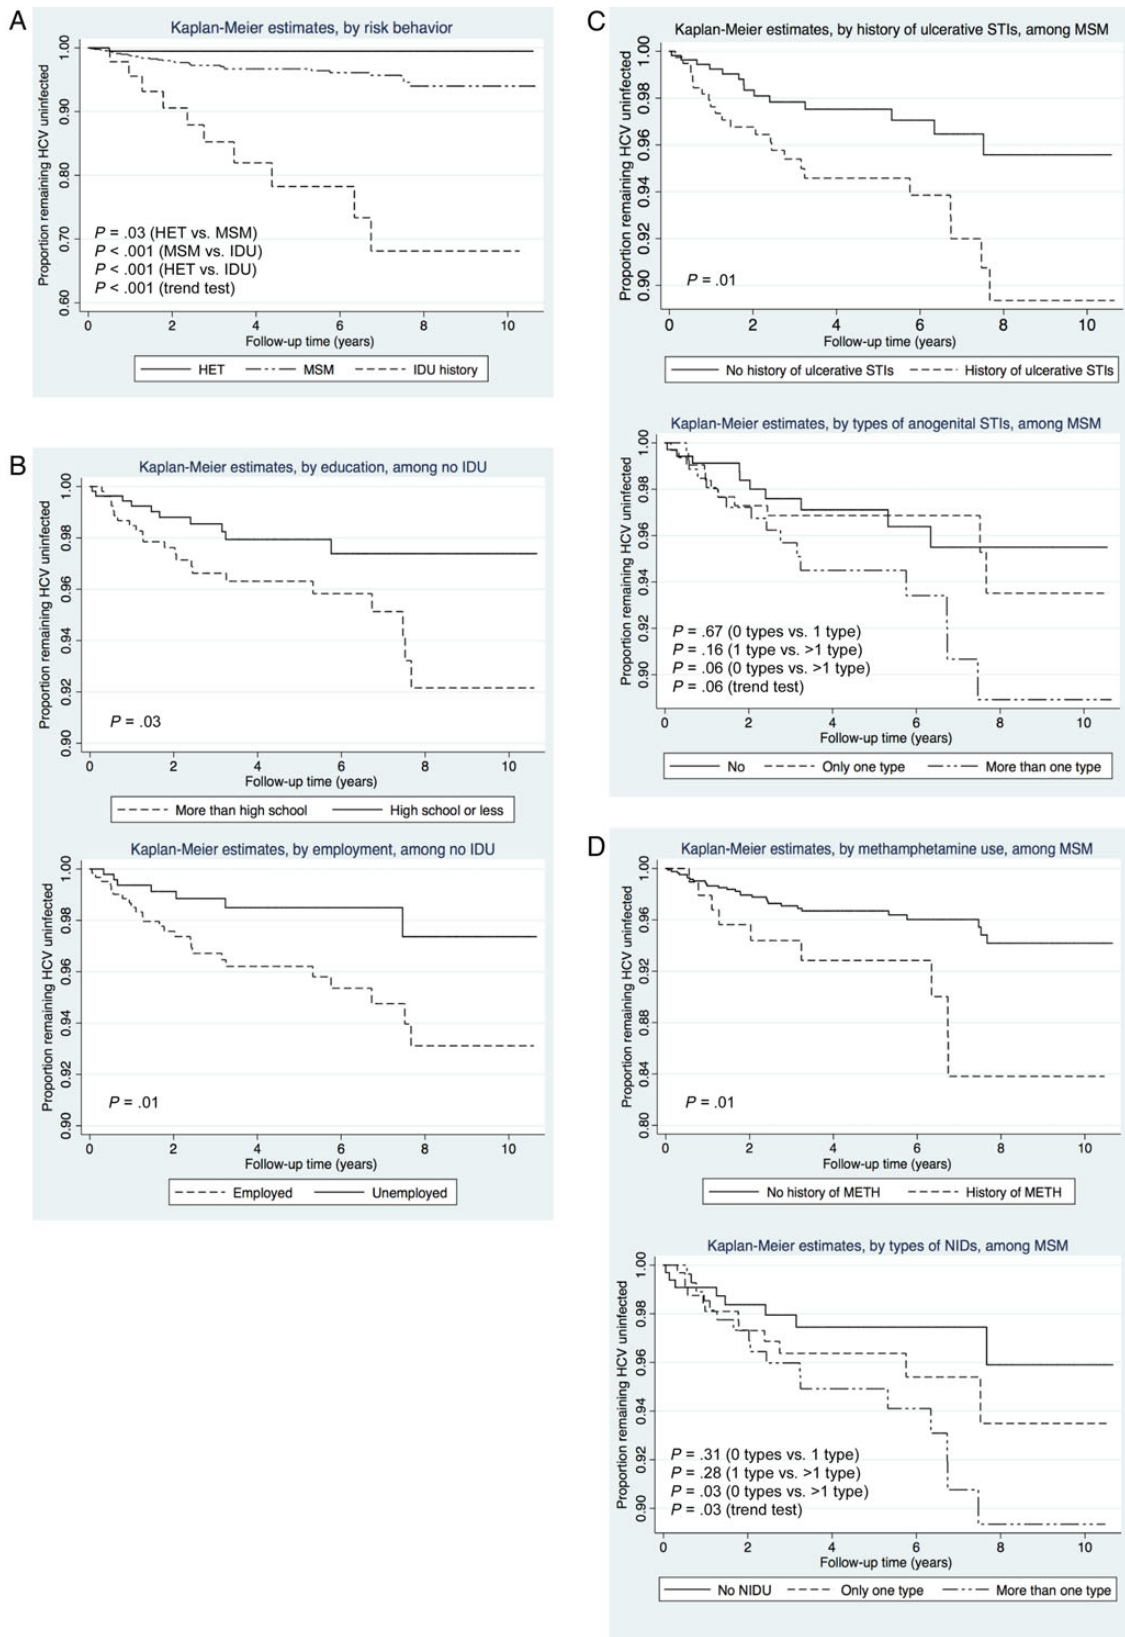 A
Kaplan-Meier estimates, by risk behavior
Proportion remaining HCV uninfected
1.00
0.90
0.80
0.70
0.60
P = .03 (HET vs. MSM)
P < .001 (MSM vs. IDU)
P < .001 (HET vs. IDU)
P < .001 (trend test)
0 2 4 6 8 10
Follow-up time (years)
HET MSM IDU history
B
Kaplan-Meier estimates, by education, among no IDU
Proportion remaining HCV uninfected
1.00
0.98
0.96
0.94
0.92
0.90
P = .03
0 2 4 6 8 10
Follow-up time (years)
More than high school High school or less
Kaplan-Meier estimates, by employment, among no IDU
Proportion remaining HCV uninfected
1.00
0.98
0.96
0.94
0.92
0.90
P = .01
0 2 4 6 8 10
Follow-up time (years)
Employed Unemployed
C
Kaplan-Meier estimates, by history of ulcerative STIs, among MSM
Proportion remaining HCV uninfected
1.00
0.98
0.96
0.94
0.92
0.90
P = .01
0 2 4 6 8 10
Follow-up time (years)
No history of ulcerative STIs History of ulcerative STIs
Kaplan-Meier estimates, by types of anogenital STIs, among MSM
Proportion remaining HCV uninfected
1.00
0.98
0.96
0.94
0.92
0.90
P = .67 (0 types vs. 1 type)
P = .16 (1 type vs. >1 type)
P = .06 (0 types vs. >1 type)
P = .06 (trend test)
0 2 4 6 8 10
Follow-up time (years)
No Only one type More than one type
D
Kaplan-Meier estimates, by methamphetamine use, among MSM
Proportion remaining HCV uninfected
1.00
0.96
0.92
0.88
0.84
0.80
P = .01
0 2 4 6 8 10
Follow-up time (years)
No history of METH History of METH
Kaplan-Meier estimates, by types of NIDs, among MSM
Proportion remaining HCV uninfected
1.00
0.98
0.96
0.94
0.92
0.90
P = .31 (0 types vs. 1 type)
P = .28 (1 type vs. >1 type)
P = .03 (0 types vs. >1 type)
P = .03 (trend test)
0 2 4 6 8 10
Follow-up time (years)
No NIDU Only one type More than one type